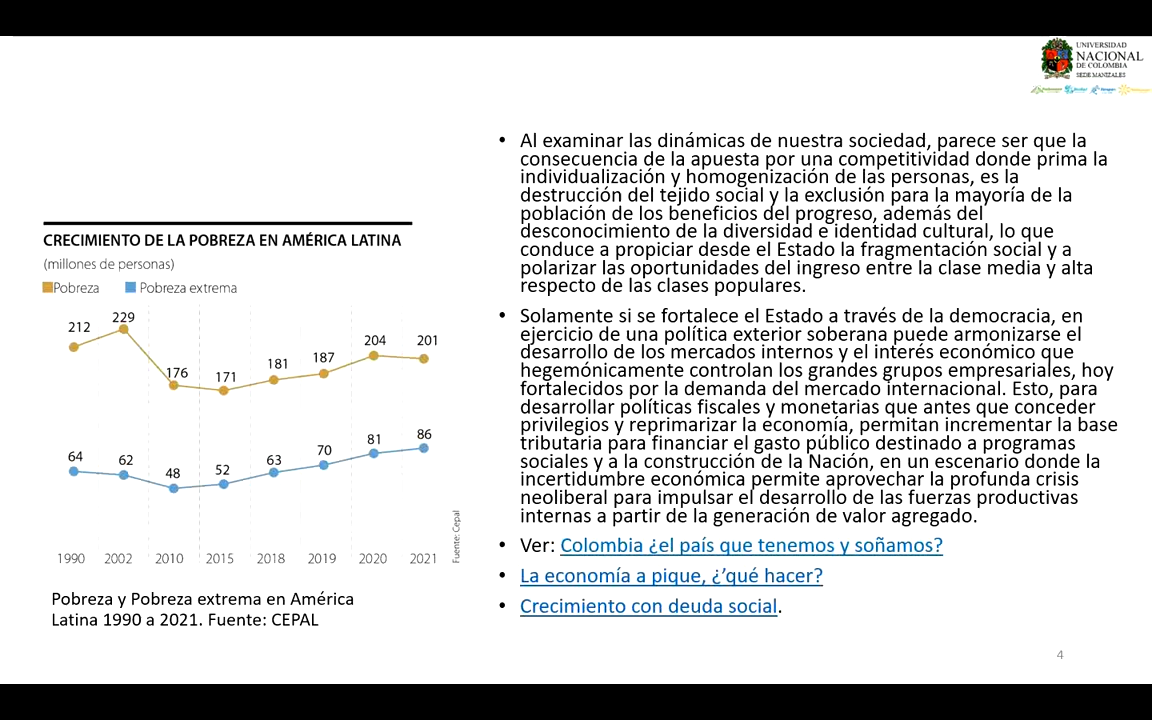 UNIVERSIDAD
NACIONAL
DE COLOMBIA
SEDE MANIZALES
CRECIMIENTO DE LA POBREZA EN AMÉRICA LATINA
(millones de personas)
Pobreza Pobreza extrema
212 229 176 171 181 187 204 201
64 62 48 52 63 70 81 86
1990 2002 2010 2015 2018 2019 2020 2021
Fuente: Cepal
Pobreza y Pobreza extrema en América
Latina 1990 a 2021. Fuente: CEPAL
• Al examinar las dinámicas de nuestra sociedad, parece ser que la
consecuencia de la apuesta por una competitividad donde prima la
individualización y homogenización de las personas, es la
destrucción del tejido social y la exclusión para la mayoría de la
población de los beneficios del progreso, además del
desconocimiento de la diversidad e identidad cultural, lo que
conduce a propiciar desde el Estado la fragmentación social y a
polarizar las oportunidades del ingreso entre la clase media y alta
respecto de las clases populares.
• Solamente si se fortalece el Estado a través de la democracia, en
ejercicio de una política exterior soberana puede armonizarse el
desarrollo de los mercados internos y el interés económico que
hegemónicamente controlan los grandes grupos empresariales, hoy
fortalecidos por la demanda del mercado internacional. Esto, para
desarrollar políticas fiscales y monetarias que antes que conceder
privilegios y reprimarizar la economía, permitan incrementar la base
tributaria para financiar el gasto público destinado a programas
sociales y a la construcción de la Nación, en un escenario donde la
incertidumbre económica permite aprovechar la profunda crisis
neoliberal para impulsar el desarrollo de las fuerzas productivas
internas a partir de la generación de valor agregado.
• Ver: Colombia ¿el país que tenemos y soñamos?
• La economía a pique, ¿'qué hacer?
• Crecimiento con deuda social.
4